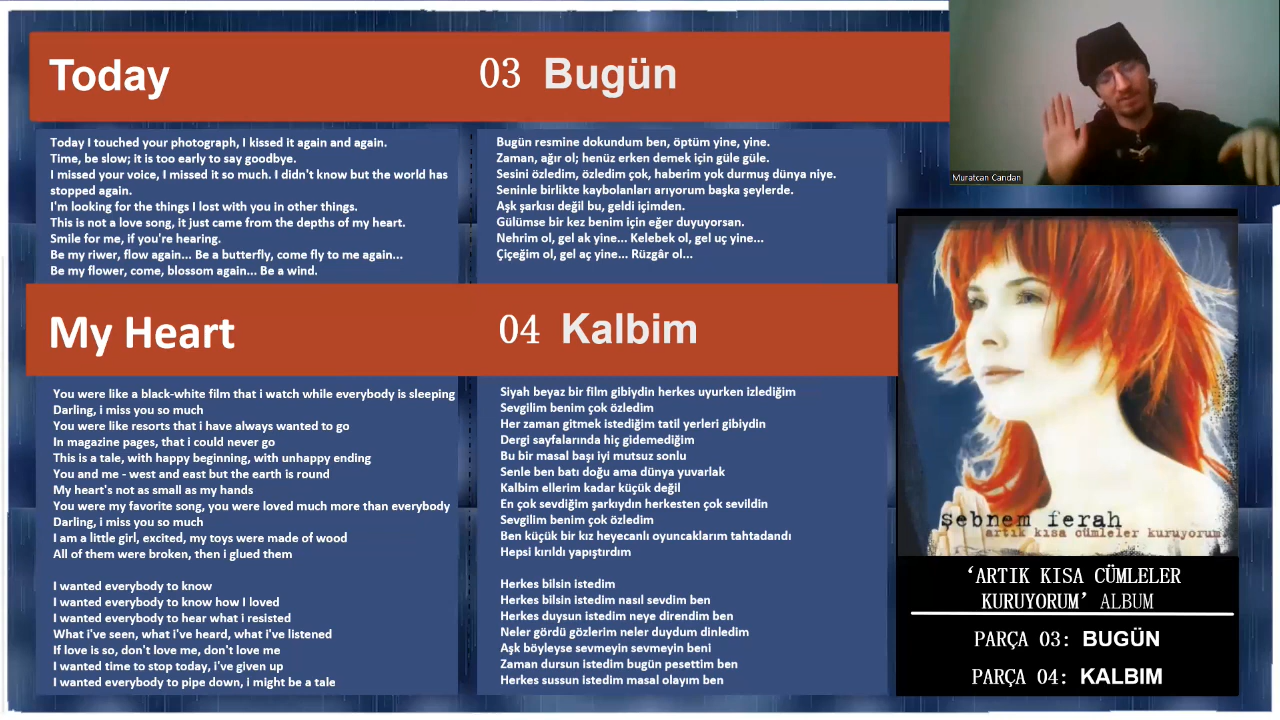 Today
03 Bugün
Today I touched your photograph, I kissed it again and again.
Time, be slow; it is too early to say goodbye.
I missed your voice, I missed it so much. I didn't know but the world has
stopped again.
I'm looking for the things I lost with you in other things.
This is not a love song, it just came from the depths of my heart.
Smile for me, if you're hearing.
Be my riwer, flow again... Be a butterfly, come fly to me again...
Be my flower, come, blossom again... Be a wind.
Bugün resmine dokundum ben, öptüm yine, yine.
Zaman, ağır ol; henüz erken demek için güle güle.
Sesini özledim, özledim çok, haberim yok durmuş dünya niye.
Seninle birlikte kaybolanları arıyorum başka şeylerde.
Aşk şarkısı değil bu, geldi içimden.
Gülümse bir kez benim için eğer duyuyorsan.
Nehrim ol, gel ak yine... Kelebek ol, gel uç yine...
Çiçeğim ol, gel aç yine... Rüzgâr ol...
My Heart
04 Kalbim
You were like a black-white film that i watch while everybody is sleeping
Darling, i miss you so much
You were like resorts that i have always wanted to go
In magazine pages, that i could never go
This is a tale, with happy beginning, with unhappy ending
You and me - west and east but the earth is round
My heart's not as small as my hands
You were my favorite song, you were loved much more than everybody
Darling, i miss you so much
I am a little girl, excited, my toys were made of wood
All of them were broken, then i glued them
I wanted everybody to know
I wanted everybody to know how I loved
I wanted everybody to hear what i resisted
What i've seen, what i've heard, what i've listened
If love is so, don't love me, don't love me
I wanted time to stop today, i've given up
I wanted everybody to pipe down, i might be a tale
Siyah beyaz bir film gibiydin herkes uyurken izlediğim
Sevgilim benim çok özledim
Her zaman gitmek istediğim tatil yerleri gibiydin
Dergi sayfalarında hiç gidemediğim
Bu bir masal başı iyi mutsuz sonlu
Senle ben batı doğu ama dünya yuvarlak
Kalbim ellerim kadar küçük değil
En çok sevdiğim şarkıydın herkesten çok sevildin
Sevgilim benim çok özledim
Ben küçük bir kız heyecanlı oyuncaklarım tahtadandı
Hepsi kırıldı yapıştırdım
Herkes bilsin istedim
Herkes bilsin istedim nasıl sevdim ben
Herkes duysun istedim neye direndim ben
Neler gördü gözlerim neler duydum dinledim
Aşk böyleyse sevmeyin sevmeyin beni
Zaman dursun istedim bugün pesettim ben
Herkes sussun istedim masal olayım ben
Muratcan Candan
şebnem ferah
artık kısa cümleler kuruyorum
‘ARTIK KISA CÜMLELER
KURUYORUM’ ALBUM
PARÇA 03: BUGÜN
PARÇA 04: KALBIM